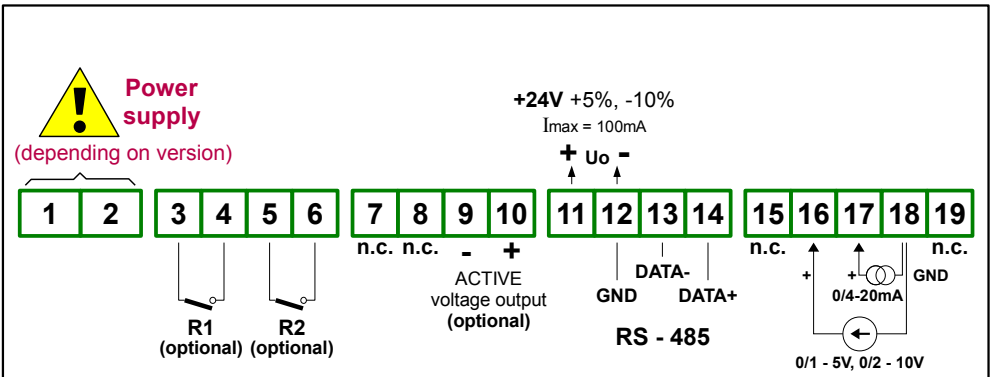 Power
supply
(depending on version)
+24V +5%, -10%
Imax = 100mA
+ Uo -
1 2 3 4 5 6 7 8 9 10 11 12 13 14 15 16 17 18 19
n.c. n.c. - + n.c. n.c.
ACTIVE
voltage output
(optional)
R1
(optional)
R2
(optional)
GND
DATA-
DATA+
RS - 485
+ + GND
0/4-20mA
0/1 - 5V, 0/2 - 10V